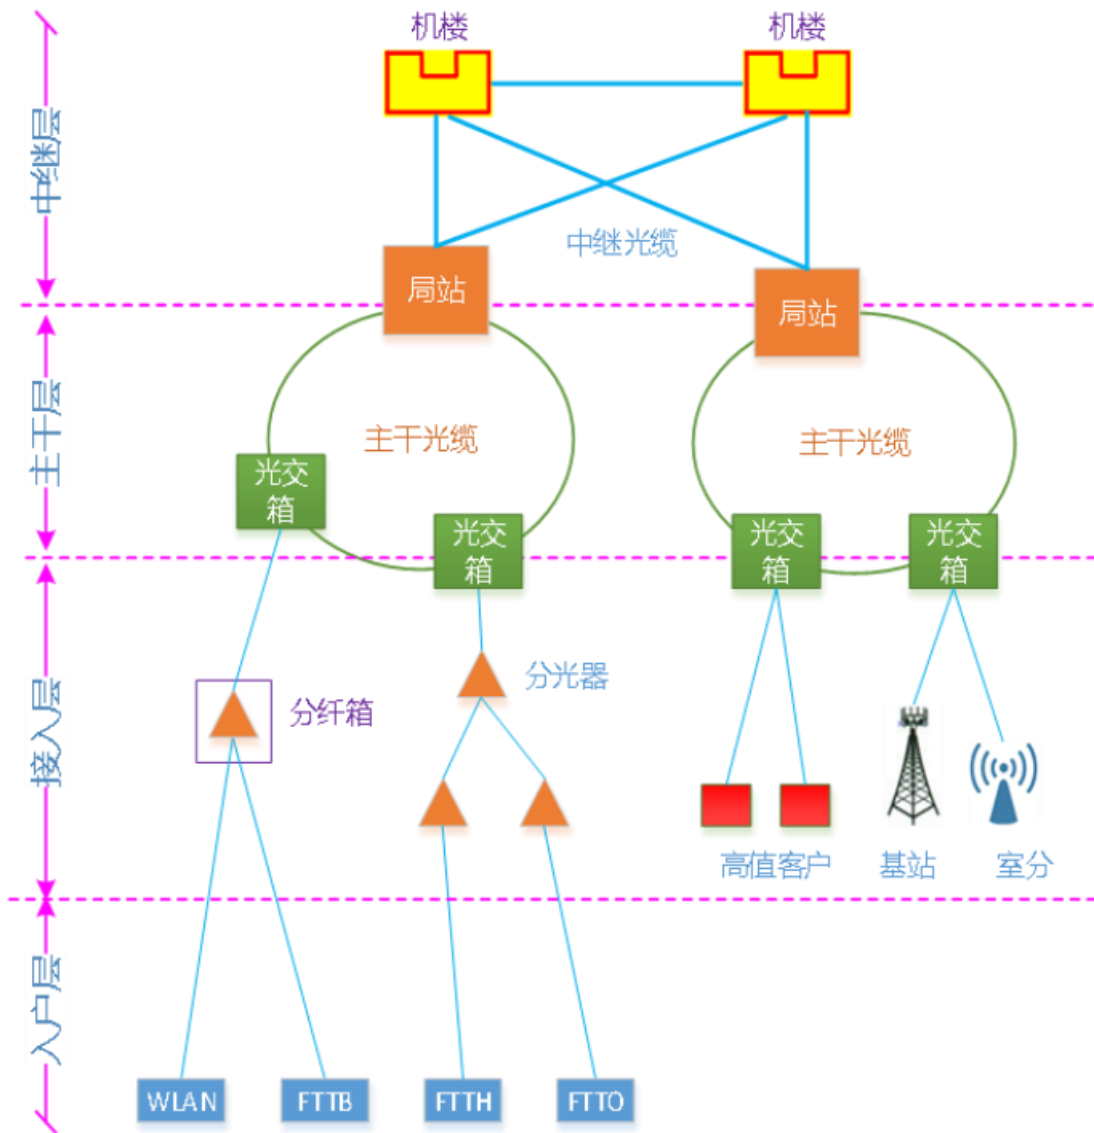 机楼
机楼
中继层
中继光缆
局站
局站
主干层
主干光缆
主干光缆
光交
箱
光交
箱
光交
箱
光交
箱
接入层
分纤箱
分光器
高值客户
基站
室分
入户层
WLAN
FTTB
FTTH
FTTO